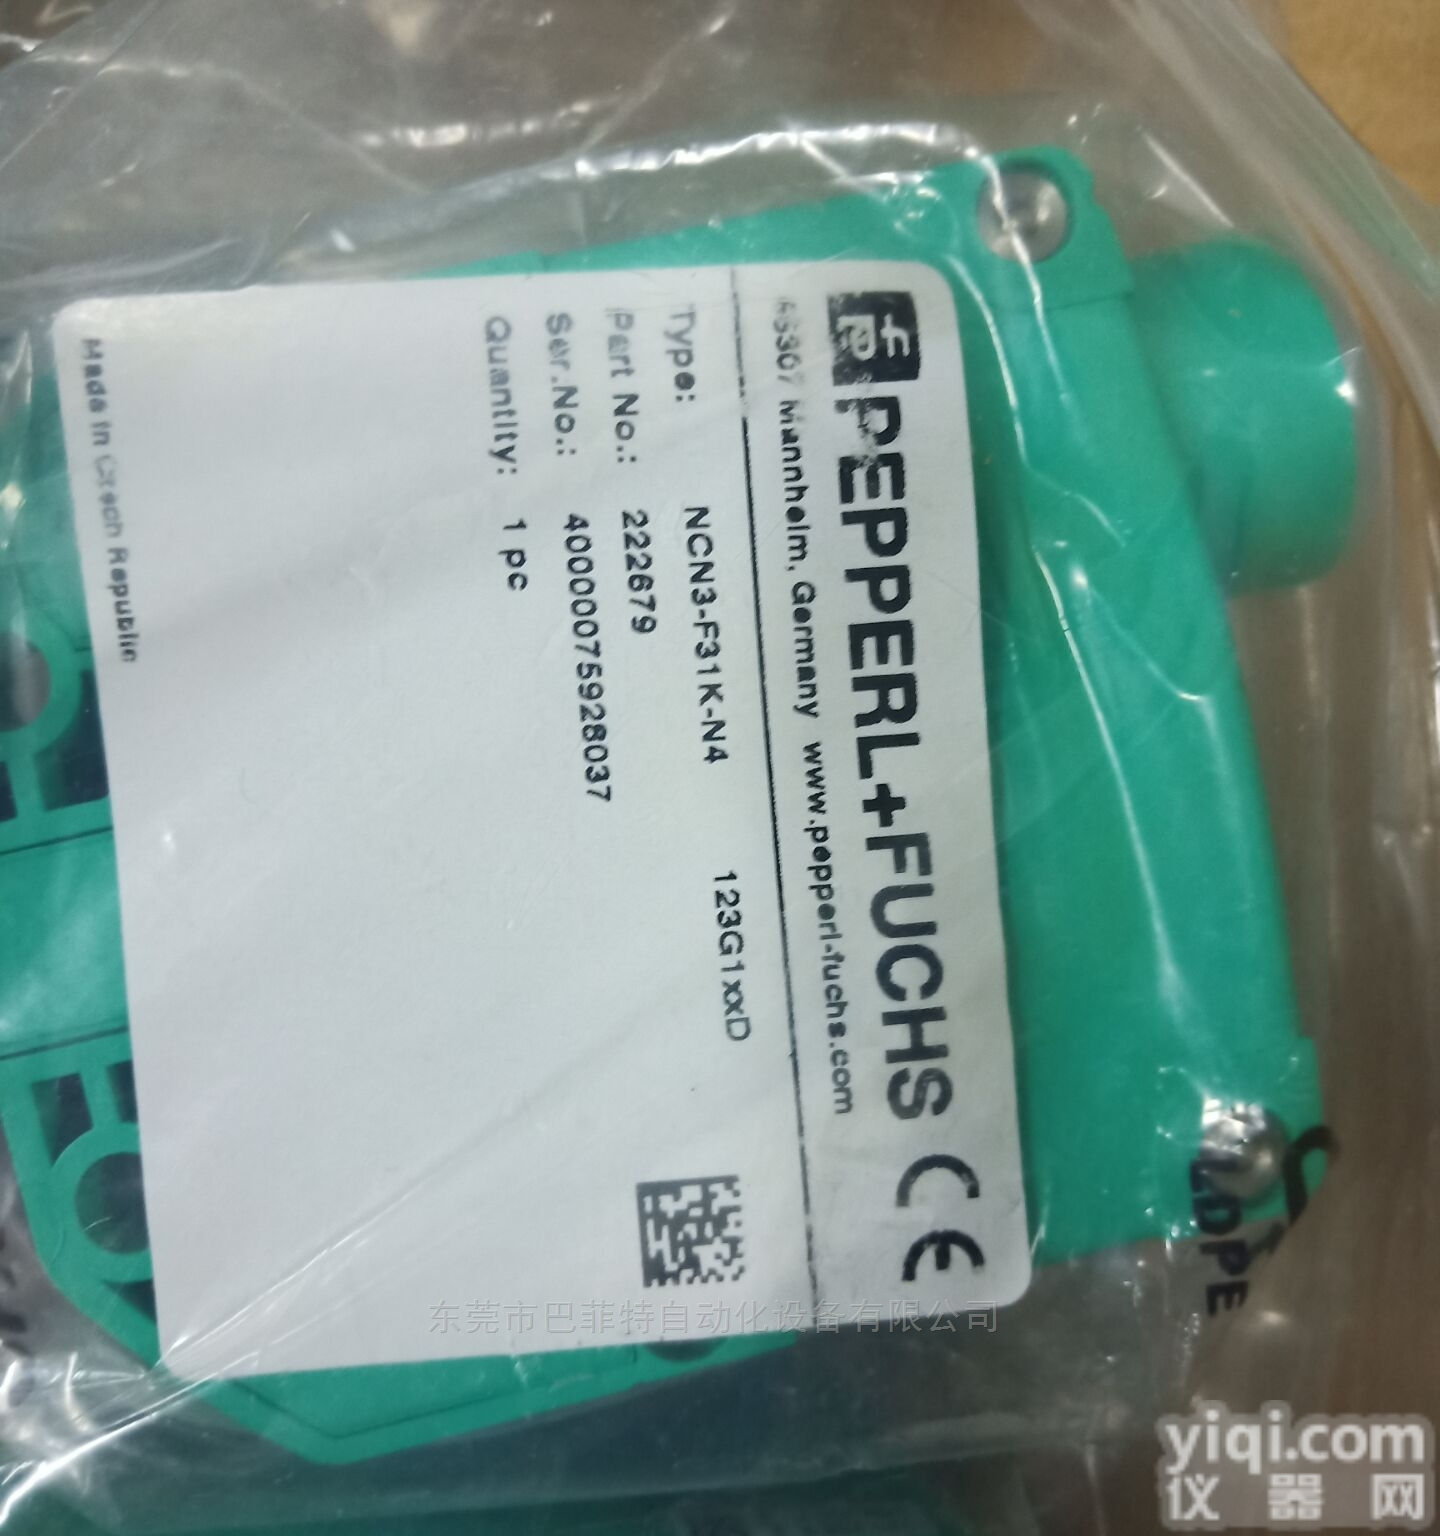 PEPPERL+FUCHS CE
68307 Mannheim, Germany www.pepperl-fuchs.com
Type: NCN3-F31K-N4 123G1xxD
Part No.: 222679
Ser.No.: 40000075928037
Quantity: 1 pc
Made in Czech Republic
LDPE
东莞市巴菲特自动化设备有限公司
yiqi.com
仪器网